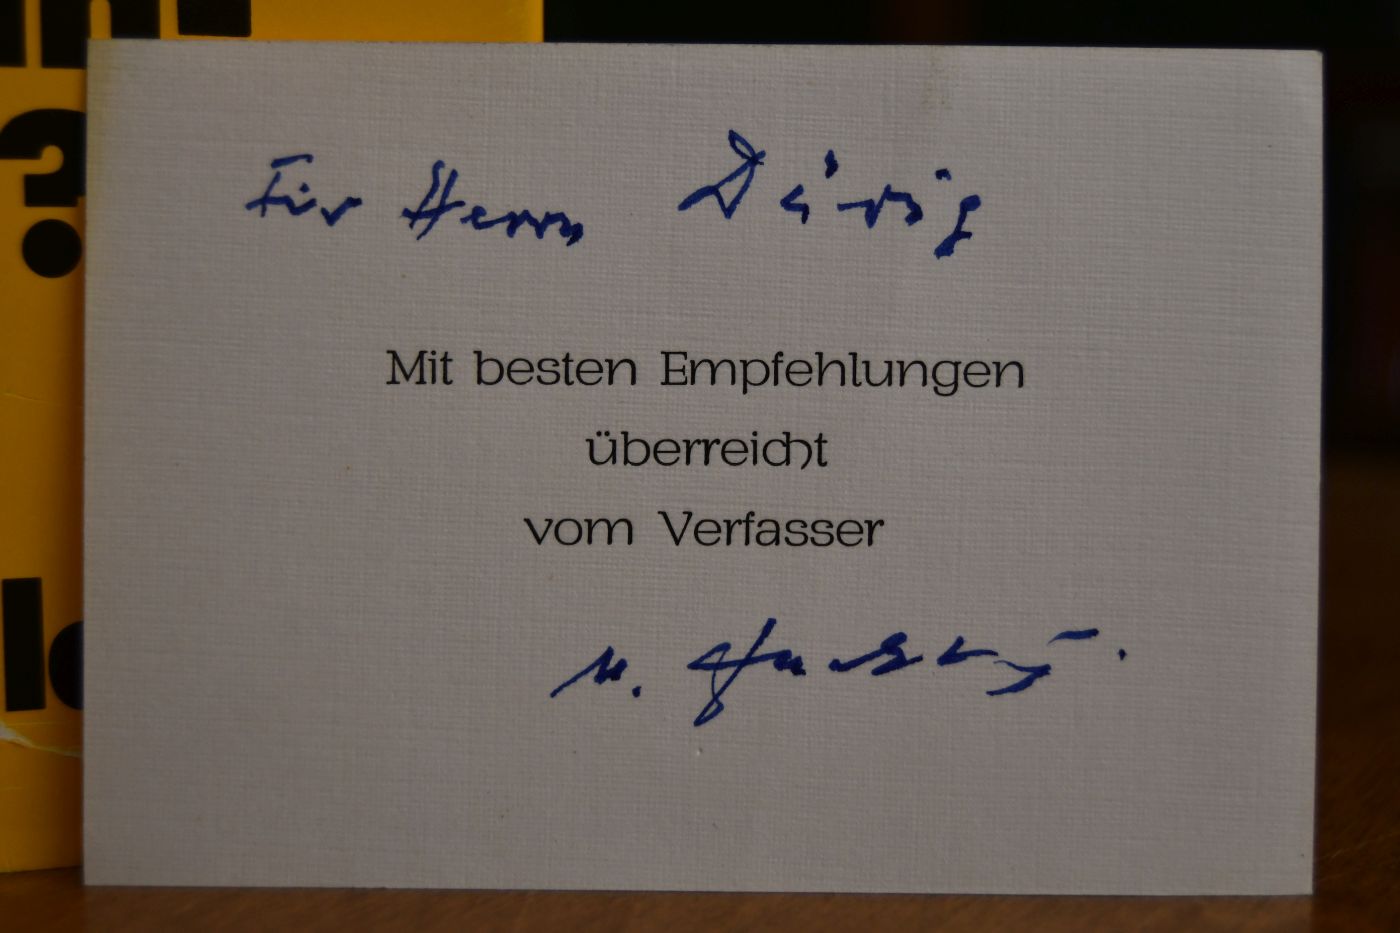 ?
Für Herrn
Mit besten Empfehlungen
überreicht
vom Verfasser